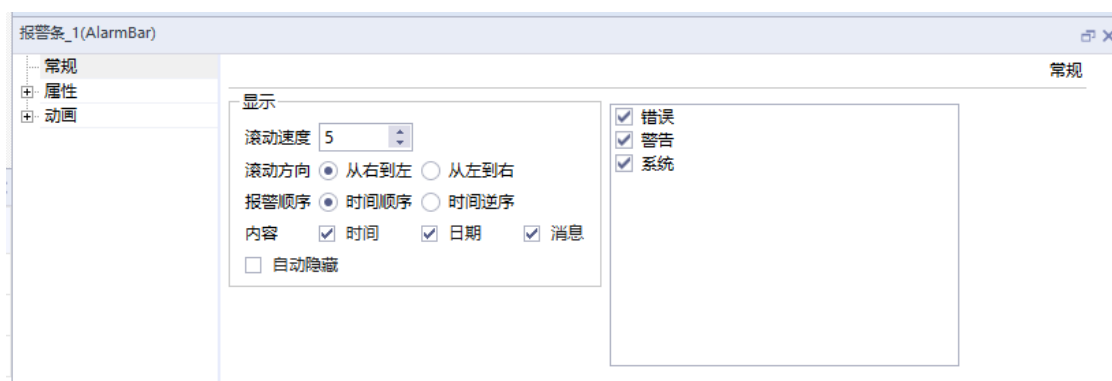 报警条_1(AlarmBar)
常规
属性
动画
常规
显示
滚动速度 5
滚动方向 从右到左 从左到右
报警顺序 时间顺序 时间逆序
内容 时间 日期 消息
自动隐藏
错误
警告
系统